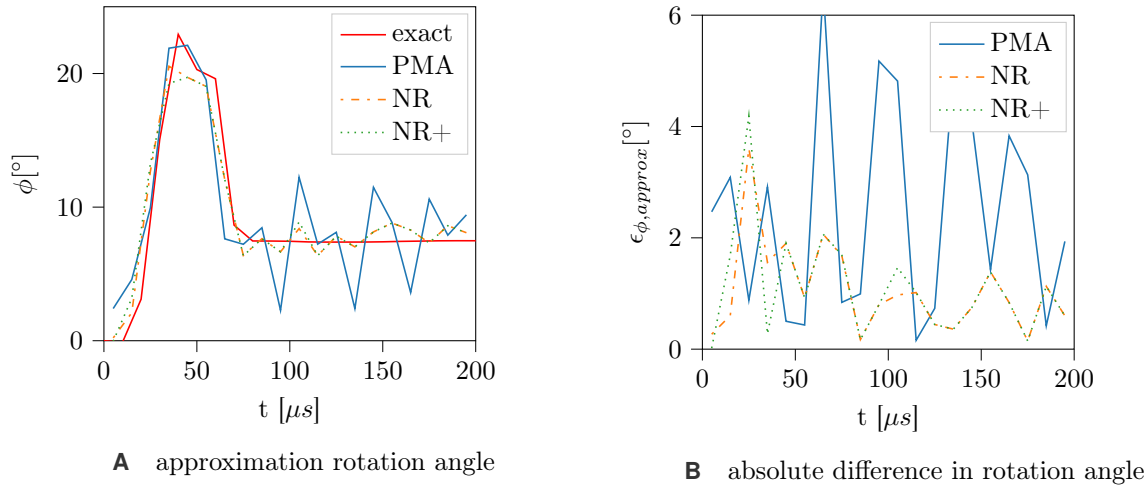 exact
PMA
NR
NR+
20
10
0
ϕ[°]
0
50
100
150
200
t [μs]
A approximation rotation angle
PMA
NR
NR+
6
4
2
0
ϵϕ,approx[°]
0
50
100
150
200
t [μs]
B absolute difference in rotation angle